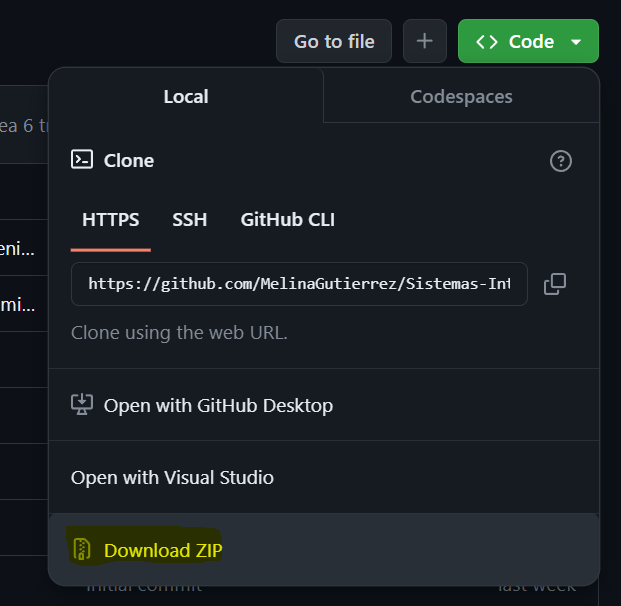 Go to file
Code
Local
Codespaces
ea 6 t
Clone
HTTPS
SSH
GitHub CLI
eni...
https://github.com/MelinaGutierrez/Sistemas-Int
mi...
Clone using the web URL.
Open with GitHub Desktop
Open with Visual Studio
Download ZIP
initial commit
last week